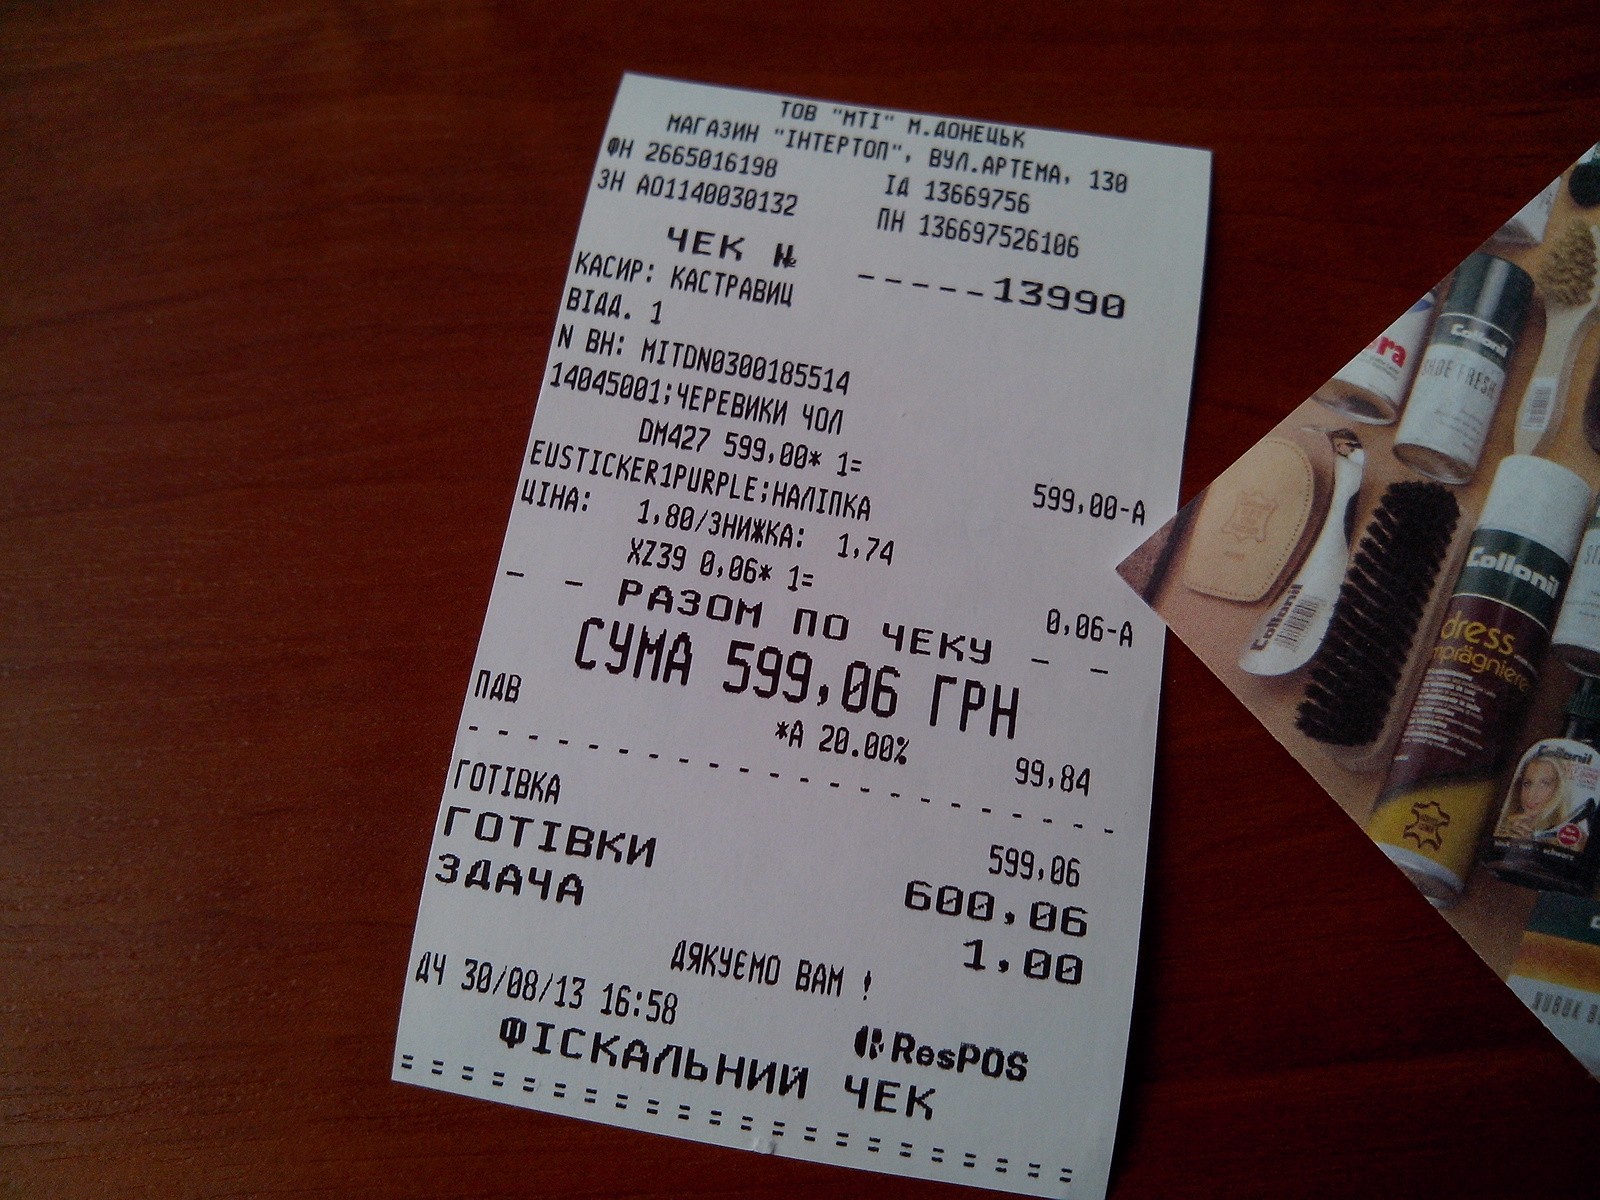 ТОВ "МТІ" М.ДОНЕЦЬК
МАГАЗИН "ІНТЕРТОП", ВУЛ.АРТЕМА, 130
ФН 2665016198 ІД 13669756
ЗН АО1140030132 ПН 136697526106
ЧЕК № -----13990
КАСИР: КАСТРАВИЦ
ВІДД. 1
N ВН: MITDN0300185514
14045001;ЧЕРЕВИКИ ЧОЛ
DM427 599,00* 1= 599,00-А
EUSTICKER1PURPLE;НАЛІПКА
ЦІНА: 1,80/ЗНИЖКА: 1,74
XZ39 0,06* 1= 0,06-А
- - РАЗОМ ПО ЧЕКУ - -
СУМА 599,06 ГРН
ПДВ *А 20.00% 99,84
ГОТІВКА 599,06
ГОТІВКИ 600,06
ЗДАЧА 1,00
ДЯКУЄМО ВАМ !
ДЧ 30/08/13 16:58
ResPOS
ФІСКАЛЬНИЙ ЧЕК
Collonil
SHOE FRESH
Collonil
Collonil
dress
Collonil